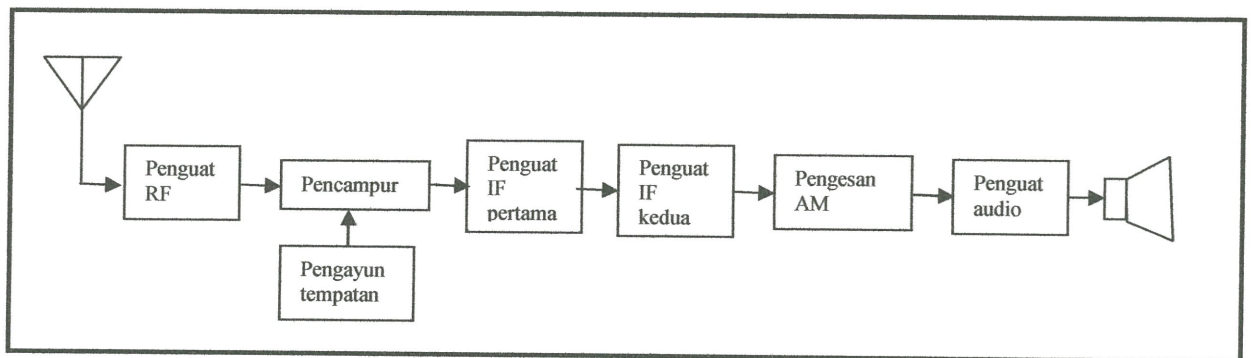 Penguat
RF
Pencampur
Pengayun
tempatan
Penguat
IF
pertama
Penguat
IF
kedua
Pengesan
AM
Penguat
audio